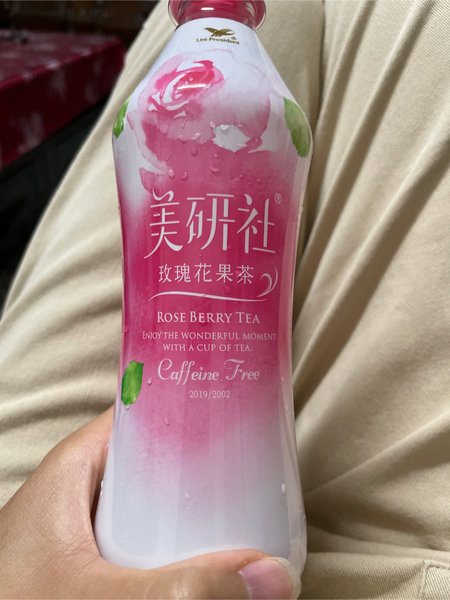 Uni-President
美研社®
玫瑰花果茶
ROSE BERRY TEA
ENJOY THE WONDERFUL MOMENT
WITH A CUP OF TEA.
Caffeine Free
2019/2002